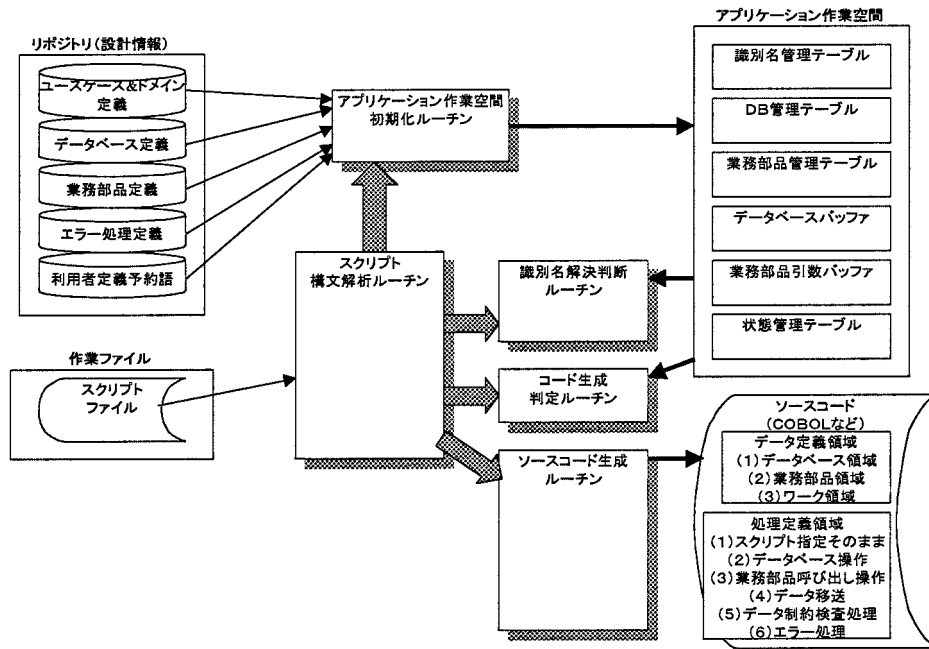 リポジトリ(設計情報)
ユースケース&ドメイン
定義
データベース定義
業務部品定義
エラー処理定義
利用者定義予約語
作業ファイル
スクリプト
ファイル
アプリケーション作業空間
初期化ルーチン
スクリプト
構文解析ルーチン
識別名解決判断
ルーチン
コード生成
判定ルーチン
ソースコード生成
ルーチン
アプリケーション作業空間
識別名管理テーブル
DB管理テーブル
業務部品管理テーブル
データベースバッファ
業務部品引数バッファ
状態管理テーブル
ソースコード
(COBOLなど)
データ定義領域
(1)データベース領域
(2)業務部品領域
(3)ワーク領域
処理定義領域
(1)スクリプト指定そのまま
(2)データベース操作
(3)業務部品呼び出し操作
(4)データ移送
(5)データ制約検査処理
(6)エラー処理